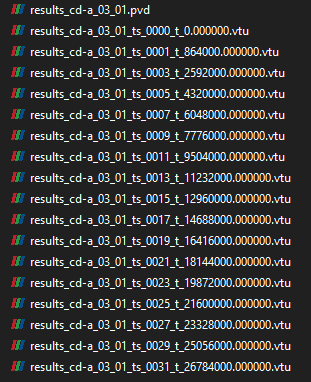 results_cd-a_03_01.pvd
results_cd-a_03_01_ts_0000_t_0.000000.vtu
results_cd-a_03_01_ts_0001_t_864000.000000.vtu
results_cd-a_03_01_ts_0003_t_2592000.000000.vtu
results_cd-a_03_01_ts_0005_t_4320000.000000.vtu
results_cd-a_03_01_ts_0007_t_6048000.000000.vtu
results_cd-a_03_01_ts_0009_t_7776000.000000.vtu
results_cd-a_03_01_ts_0011_t_9504000.000000.vtu
results_cd-a_03_01_ts_0013_t_11232000.000000.vtu
results_cd-a_03_01_ts_0015_t_12960000.000000.vtu
results_cd-a_03_01_ts_0017_t_14688000.000000.vtu
results_cd-a_03_01_ts_0019_t_16416000.000000.vtu
results_cd-a_03_01_ts_0021_t_18144000.000000.vtu
results_cd-a_03_01_ts_0023_t_19872000.000000.vtu
results_cd-a_03_01_ts_0025_t_21600000.000000.vtu
results_cd-a_03_01_ts_0027_t_23328000.000000.vtu
results_cd-a_03_01_ts_0029_t_25056000.000000.vtu
results_cd-a_03_01_ts_0031_t_26784000.000000.vtu